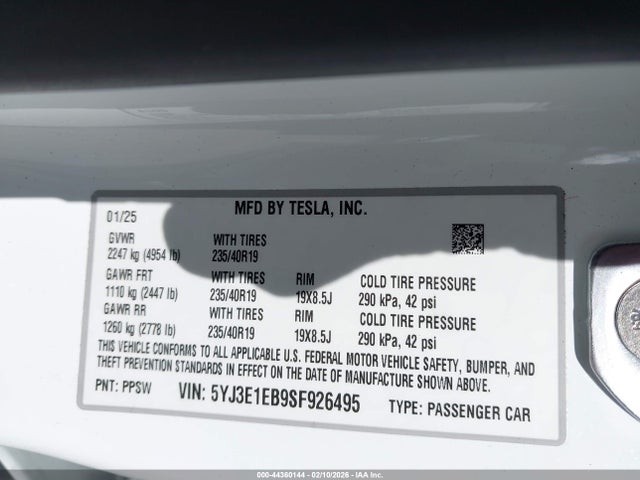 01/25 MFD BY TESLA, INC.
GVWR WITH TIRES
2247 kg (4954 lb) 235/40R19
GAWR FRT WITH TIRES RIM COLD TIRE PRESSURE
1110 kg (2447 lb) 235/40R19 19X8.5J 290 kPa, 42 psi
GAWR RR WITH TIRES RIM COLD TIRE PRESSURE
1260 kg (2778 lb) 235/40R19 19X8.5J 290 kPa, 42 psi
THIS VEHICLE CONFORMS TO ALL APPLICABLE U.S. FEDERAL MOTOR VEHICLE SAFETY, BUMPER, AND
THEFT PREVENTION STANDARDS IN EFFECT ON THE DATE OF MANUFACTURE SHOWN ABOVE.
PNT: PPSW VIN: 5YJ3E1EB9SF926495 TYPE: PASSENGER CAR
000-44360144 - 02/10/2026 - IAAI.com